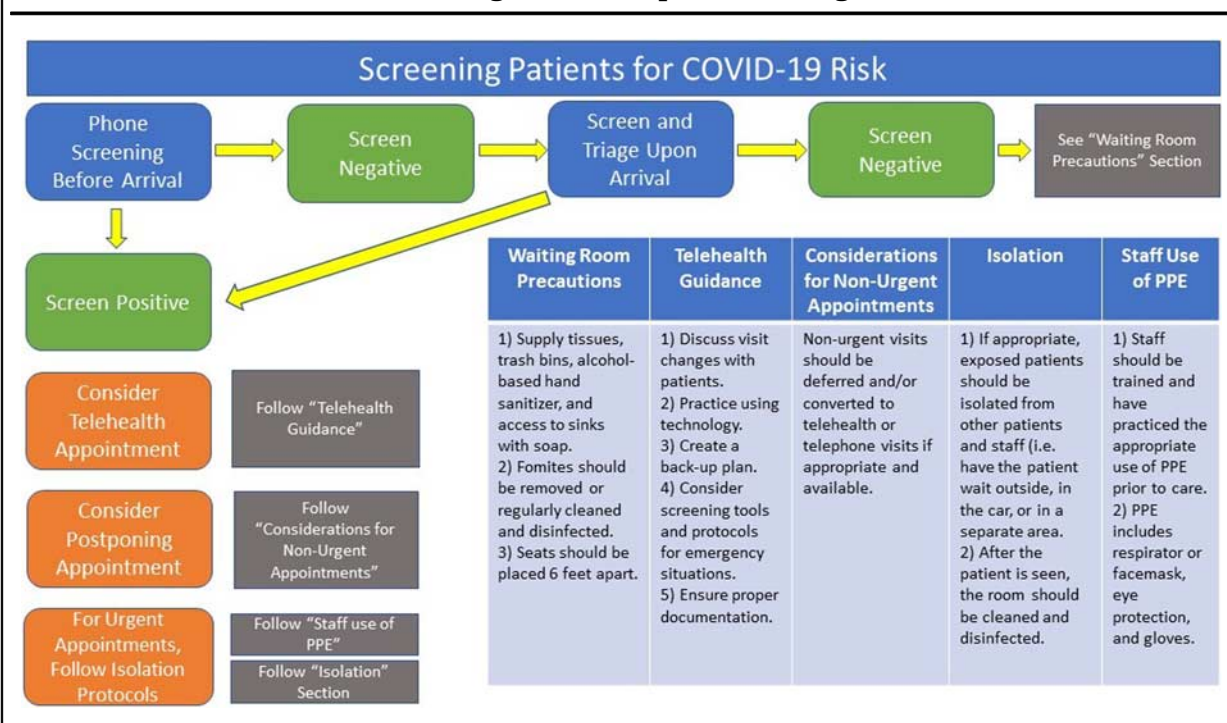 Screening Patients for COVID-19 Risk
Phone
Screening
Before Arrival
Screen
Negative
Screen and
Triage Upon
Arrival
Screen
Negative
See “Waiting Room
Precautions” Section
Screen Positive
Consider
Telehealth
Appointment
Follow “Telehealth
Guidance”
Consider
Postponing
Appointment
Follow
“Considerations for
Non-Urgent
Appointments”
For Urgent
Appointments,
Follow Isolation
Protocols
Follow “Staff use of
PPE”
Follow “Isolation”
Section
Waiting Room
Precautions
1) Supply tissues,
trash bins, alcohol-
based hand
sanitizer, and
access to sinks
with soap.
2) Fomites should
be removed or
regularly cleaned
and disinfected.
3) Seats should be
placed 6 feet apart.
Telehealth
Guidance
1) Discuss visit
changes with
patients.
2) Practice using
technology.
3) Create a
back-up plan.
4) Consider
screening tools
and protocols
for emergency
situations.
5) Ensure proper
documentation.
Considerations
for Non-Urgent
Appointments
Non-urgent visits
should be
deferred and/or
converted to
telehealth or
telephone visits if
appropriate and
available.
Isolation
1) If appropriate,
exposed patients
should be
isolated from
other patients
and staff (i.e.
have the patient
wait outside, in
the car, or in a
separate area.
2) After the
patient is seen,
the room should
be cleaned and
disinfected.
Staff Use
of PPE
1) Staff
should be
trained and
have
practiced the
appropriate
use of PPE
prior to care.
2) PPE
includes
respirator or
facemask,
eye
protection,
and gloves.